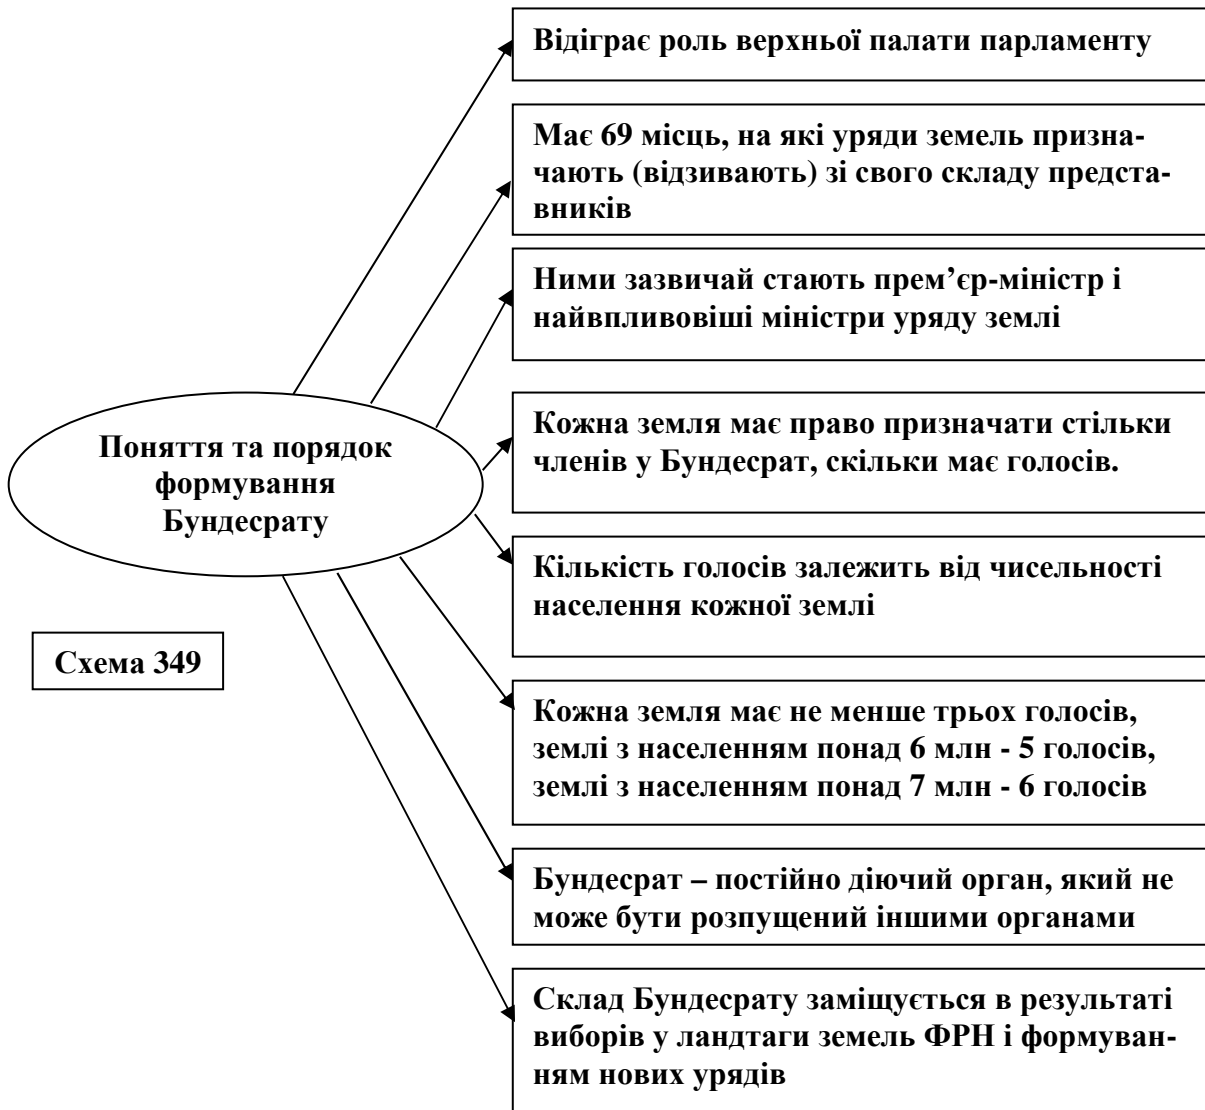 Відіграє роль верхньої палати парламенту
Має 69 місць, на які уряди земель призна-
чають (відзивають) зі свого складу предста-
вників
Ними зазвичай стають прем’єр-міністр і
найвпливовіші міністри уряду землі
Поняття та порядок
формування
Бундесрату
Кожна земля має право призначати стільки
членів у Бундесрат, скільки має голосів.
Кількість голосів залежить від чисельності
населення кожної землі
Схема 349
Кожна земля має не менше трьох голосів,
землі з населенням понад 6 млн - 5 голосів,
землі з населенням понад 7 млн - 6 голосів
Бундесрат – постійно діючий орган, який не
може бути розпущений іншими органами
Склад Бундесрату заміщується в результаті
виборів у ландтаги земель ФРН і формуван-
ням нових урядів